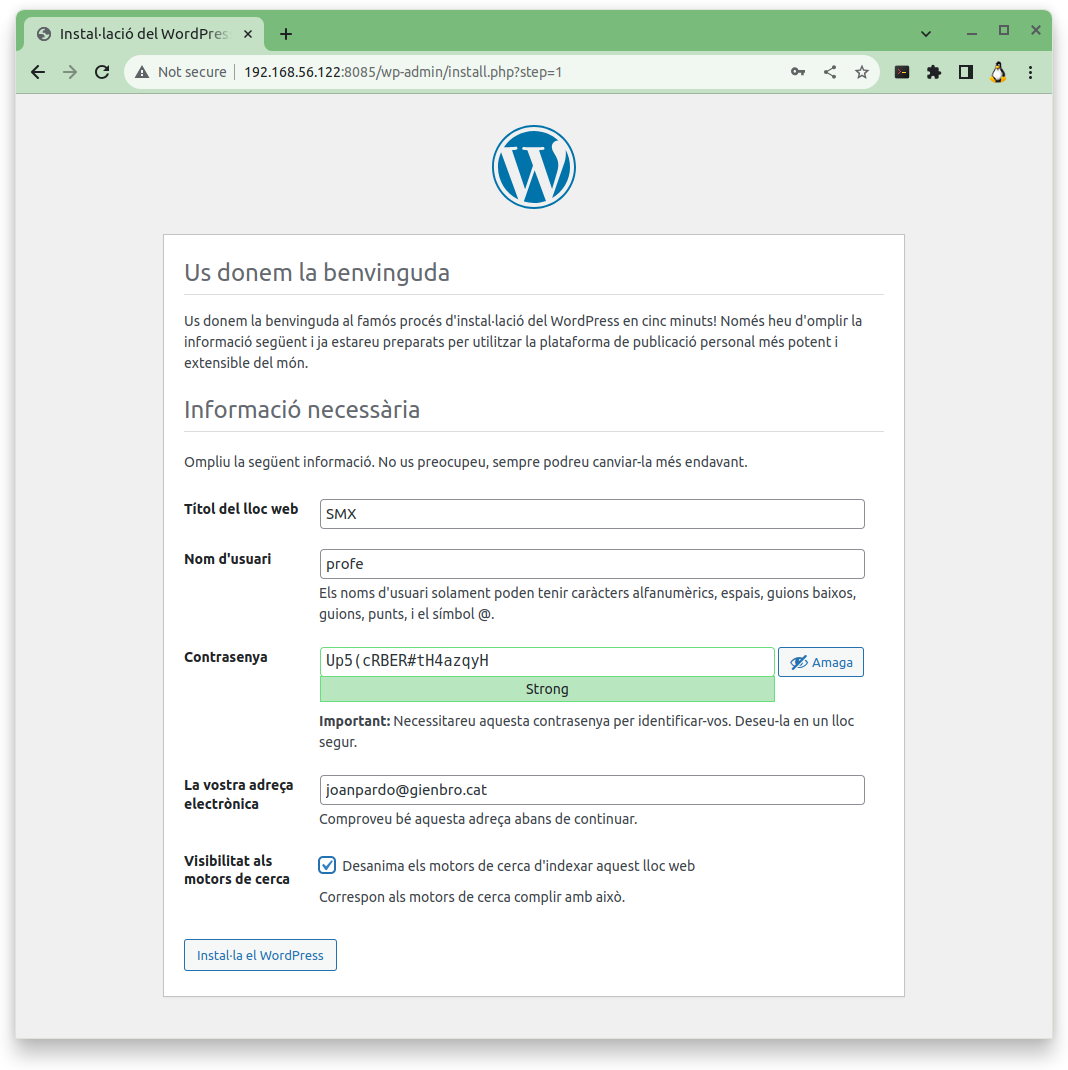 Instal·lació del WordPres
Not secure
192.168.56.122:8085/wp-admin/install.php?step=1
Us donem la benvinguda
Us donem la benvinguda al famós procés d'instal·lació del WordPress en cinc minuts! Només heu d'omplir la
informació següent i ja estareu preparats per utilitzar la plataforma de publicació personal més potent i
extensible del món.
Informació necessària
Ompliu la següent informació. No us preocupeu, sempre podreu canviar-la més endavant.
Títol del lloc web
SMX
Nom d'usuari
profe
Els noms d'usuari solament poden tenir caràcters alfanumèrics, espais, guions baixos,
guions, punts, i el símbol @.
Contrasenya
Up5(cRBER#tH4azqyH
Amaga
Strong
Important: Necessitareu aquesta contrasenya per identificar-vos. Deseu-la en un lloc
segur.
La vostra adreça
electrònica
joanpardo@gienbro.cat
Comproveu bé aquesta adreça abans de continuar.
Visibilitat als
motors de cerca
Desanima els motors de cerca d'indexar aquest lloc web
Correspon als motors de cerca complir amb això.
Instal·la el WordPress